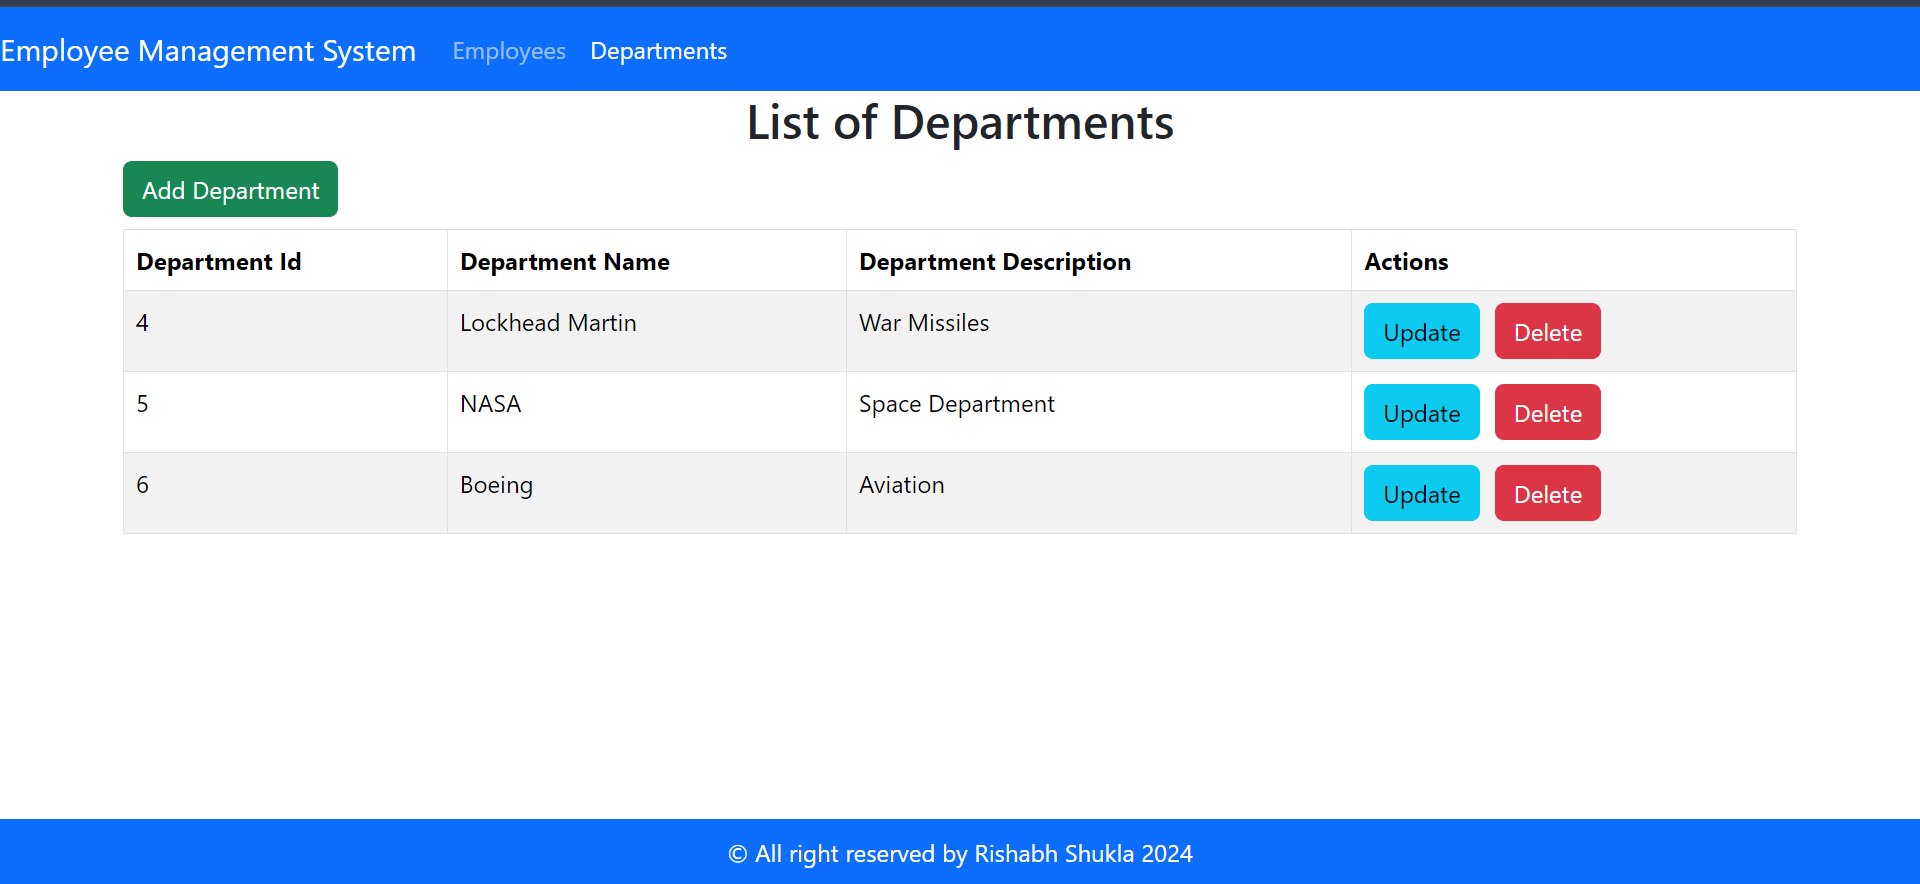 Employee Management System Employees Departments
List of Departments
Add Department
Department Id Department Name Department Description Actions
4 Lockhead Martin War Missiles Update Delete
5 NASA Space Department Update Delete
6 Boeing Aviation Update Delete
© All right reserved by Rishabh Shukla 2024